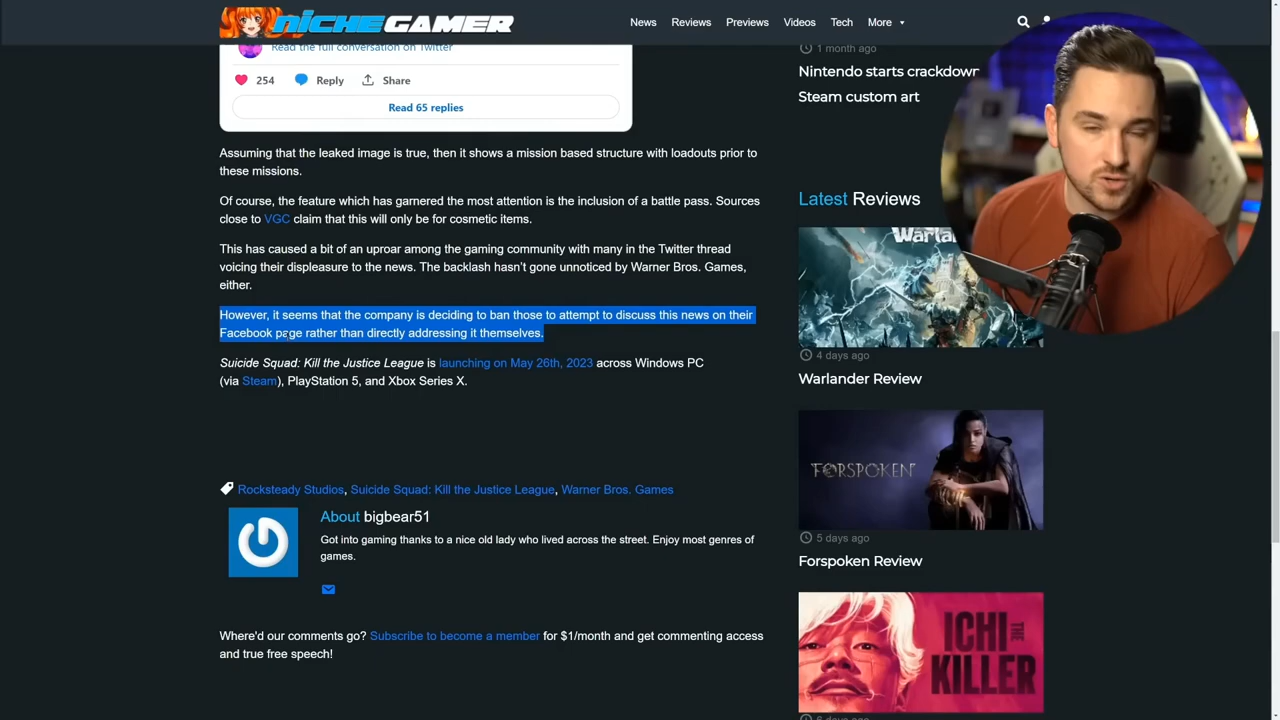 NICHEGAMER
News
Reviews
Previews
Videos
Tech
More
Read the full conversation on Twitter
254
Reply
Share
Read 65 replies
Assuming that the leaked image is true, then it shows a mission based structure with loadouts prior to
these missions.
Of course, the feature which has garnered the most attention is the inclusion of a battle pass. Sources
close to VGC claim that this will only be for cosmetic items.
This has caused a bit of an uproar among the gaming community with many in the Twitter thread
voicing their displeasure to the news. The backlash hasn't gone unnoticed by Warner Bros. Games,
either.
However, it seems that the company is deciding to ban those to attempt to discuss this news on their
Facebook page rather than directly addressing it themselves.
Suicide Squad: Kill the Justice League is launching on May 26th, 2023 across Windows PC
(via Steam), PlayStation 5, and Xbox Series X.
Rocksteady Studios, Suicide Squad: Kill the Justice League, Warner Bros. Games
About bigbear51
Got into gaming thanks to a nice old lady who lived across the street. Enjoy most genres of
games.
Where'd our comments go? Subscribe to become a member for $1/month and get commenting access
and true free speech!
1 month ago
Nintendo starts crackdown
Steam custom art
Latest Reviews
4 days ago
Warlander Review
FORSPOKEN
5 days ago
Forspoken Review
ICHI THE
KILLER
6 days ago